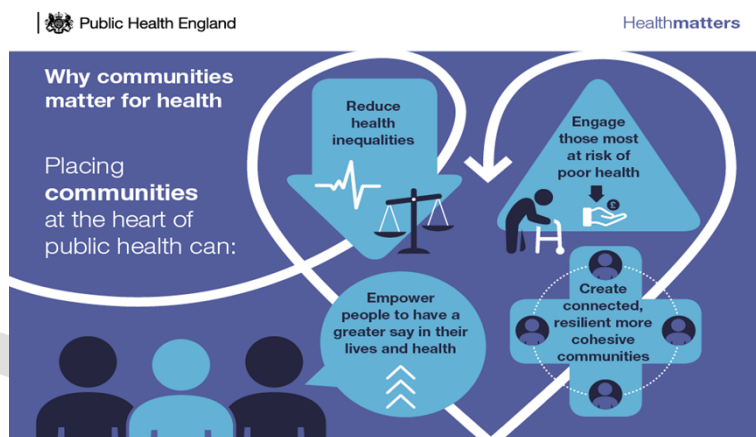 Public Health England
Healthmatters
Why communities
matter for health
Placing
communities
at the heart of
public health can:
Reduce
health
inequalities
Engage
those most
at risk of
poor health
£
Empower
people to have a
greater say in their
lives and health
Create
connected,
resilient more
cohesive
communities